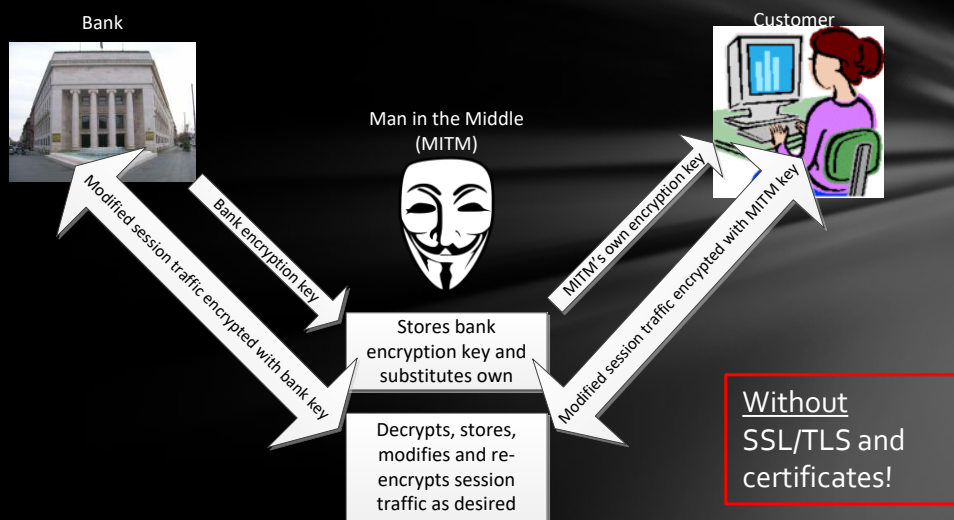 Bank
Customer
Man in the Middle
(MITM)
Bank encryption key
MITM's own encryption key
Modified session traffic encrypted with bank key
Modified session traffic encrypted with MITM key
Stores bank
encryption key and
substitutes own
Decrypts, stores,
modifies and re-
encrypts session
traffic as desired
Without
SSL/TLS and
certificates!